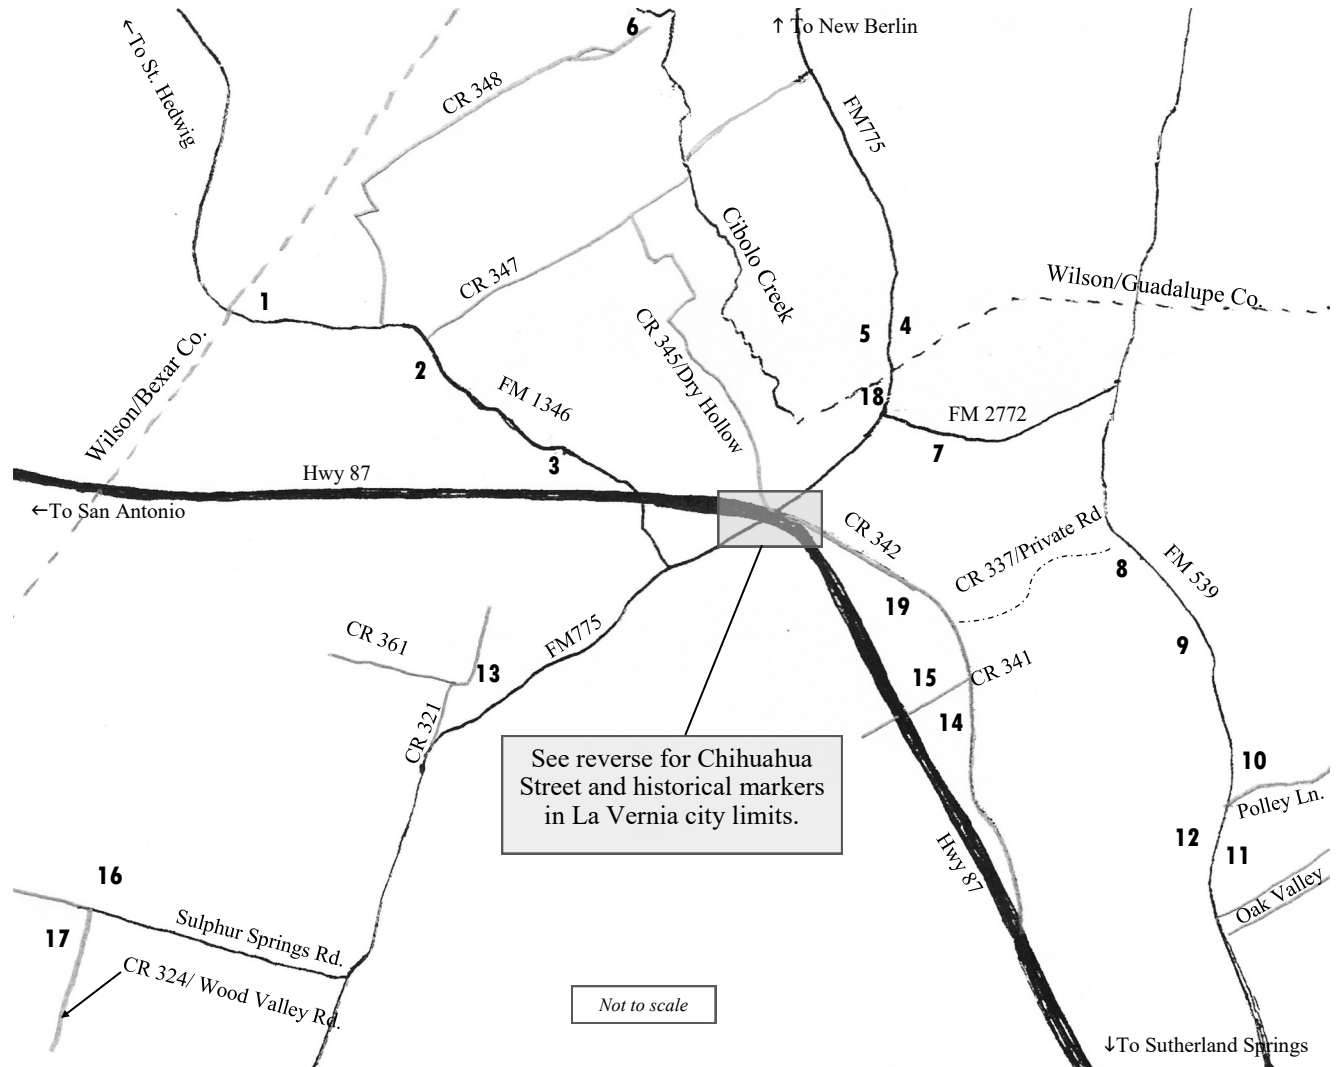 6
↑ To New Berlin
←To St. Hedwig
CR 348
FM775
Cibolo Creek
CR 347
Wilson/Guadalupe Co.
1
5
4
CR 345/Dry Hollow
Wilson/Bexar Co.
2
FM 1346
18
FM 2772
7
3
Hwy 87
←To San Antonio
CR 342
CR 337/Private Rd
8
FM 539
19
9
CR 361
FM775
13
15
CR 341
14
CR 321
10
Polley Ln.
See reverse for Chihuahua
Street and historical markers
in La Vernia city limits.
12
11
Hwy 87
16
Oak Valley
17
Sulphur Springs Rd.
CR 324/ Wood Valley Rd.
Not to scale
↓To Sutherland Springs